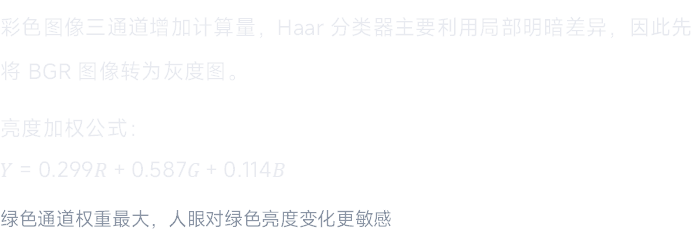 彩色图像三通道增加计算量，Haar 分类器主要利用局部明暗差异，因此先
将 BGR 图像转为灰度图。
亮度加权公式：
Y = 0.299R + 0.587G + 0.114B
绿色通道权重最大，人眼对绿色亮度变化更敏感